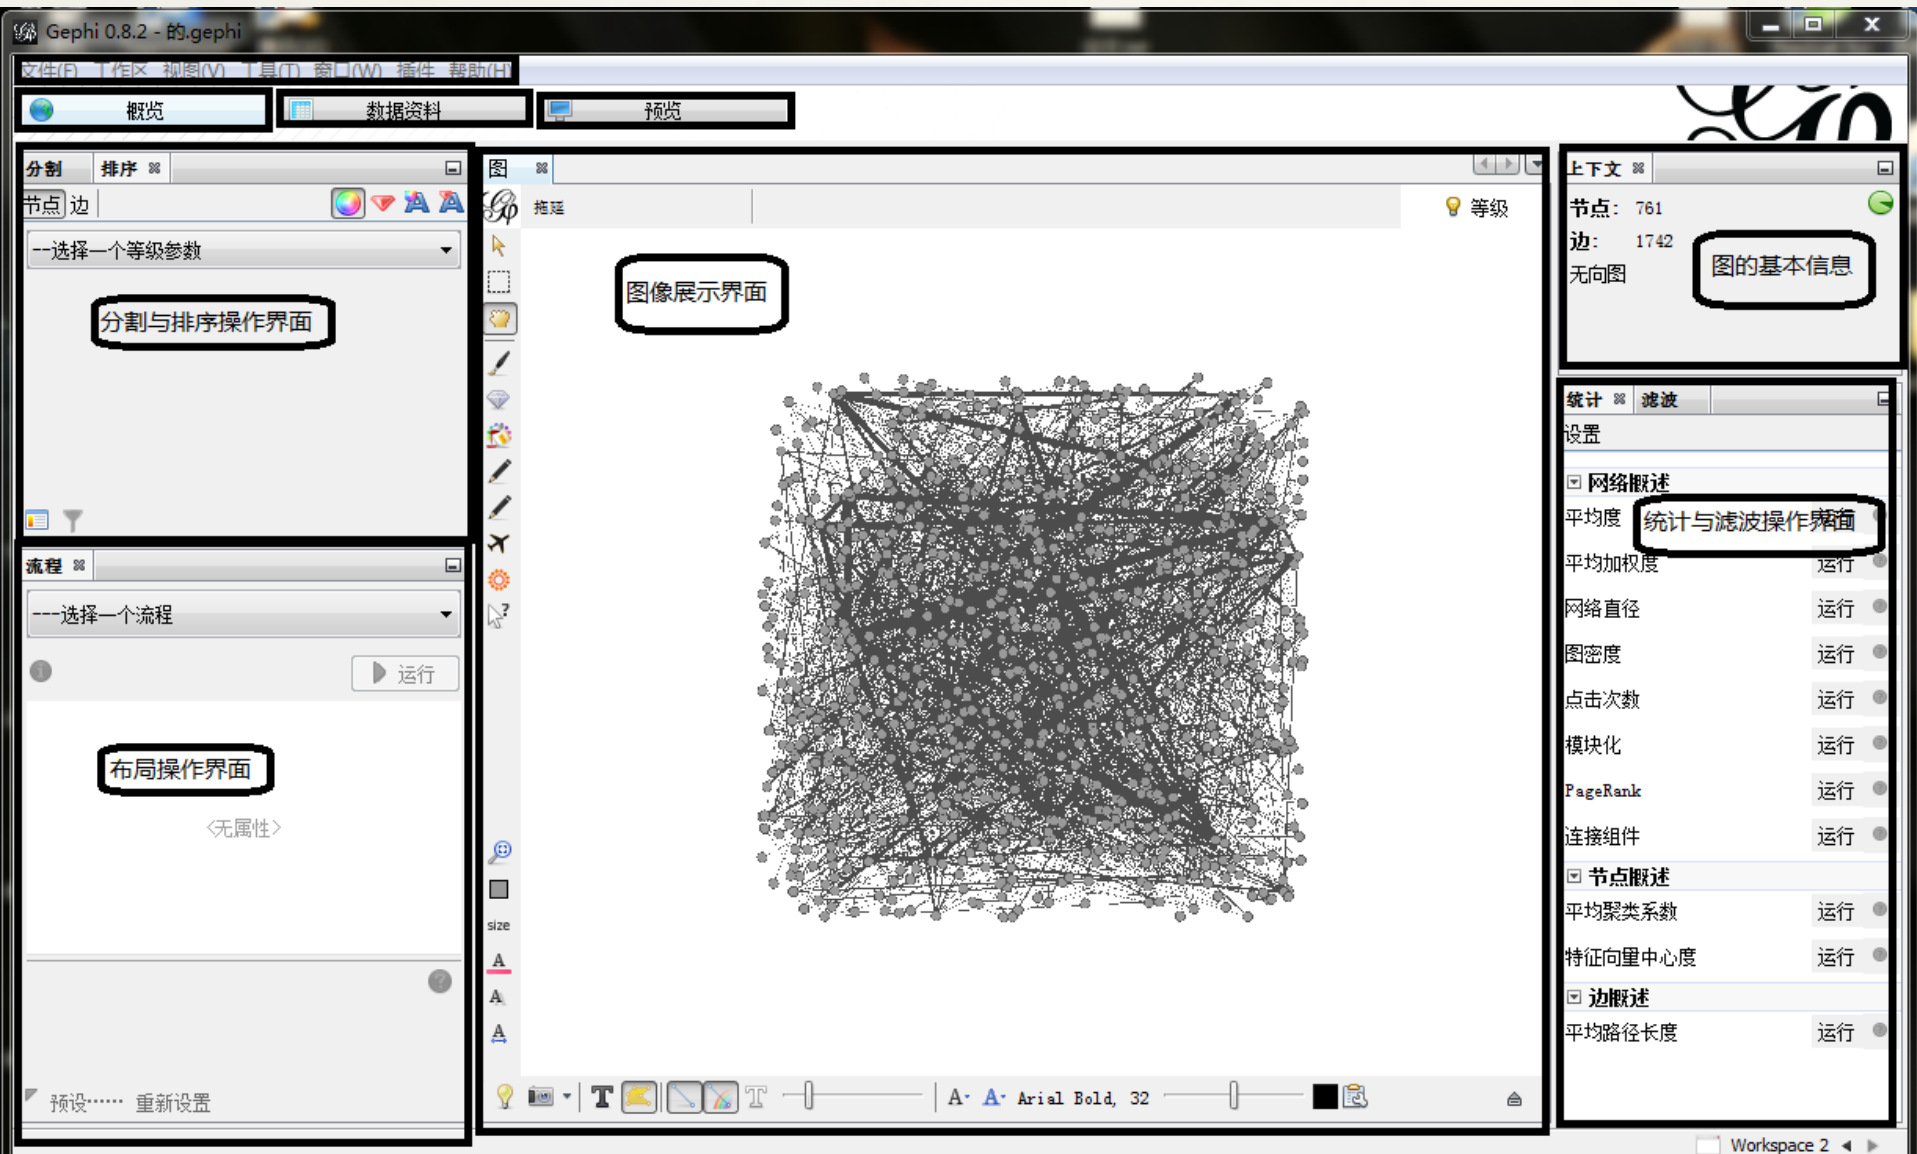 Gephi 0.8.2 - 的.gephi
文件(F) 工作区 视图(V) 工具(T) 窗口(W) 插件 帮助(H)
概览 数据资料 预览
分割 排序
节点 边
--选择一个等级参数
分割与排序操作界面
流程
---选择一个流程
运行
布局操作界面
<无属性>
预设…… 重新设置
图
拖延
等级
图像展示界面
size
Arial Bold, 32
上下文
节点: 761
边: 1742
无向图
图的基本信息
统计 滤波
设置
网络概述
平均度 运行
统计与滤波操作界面
平均加权度 运行
网络直径 运行
图密度 运行
点击次数 运行
模块化 运行
PageRank 运行
连接组件 运行
节点概述
平均聚类系数 运行
特征向量中心度 运行
边概述
平均路径长度 运行
Workspace 2